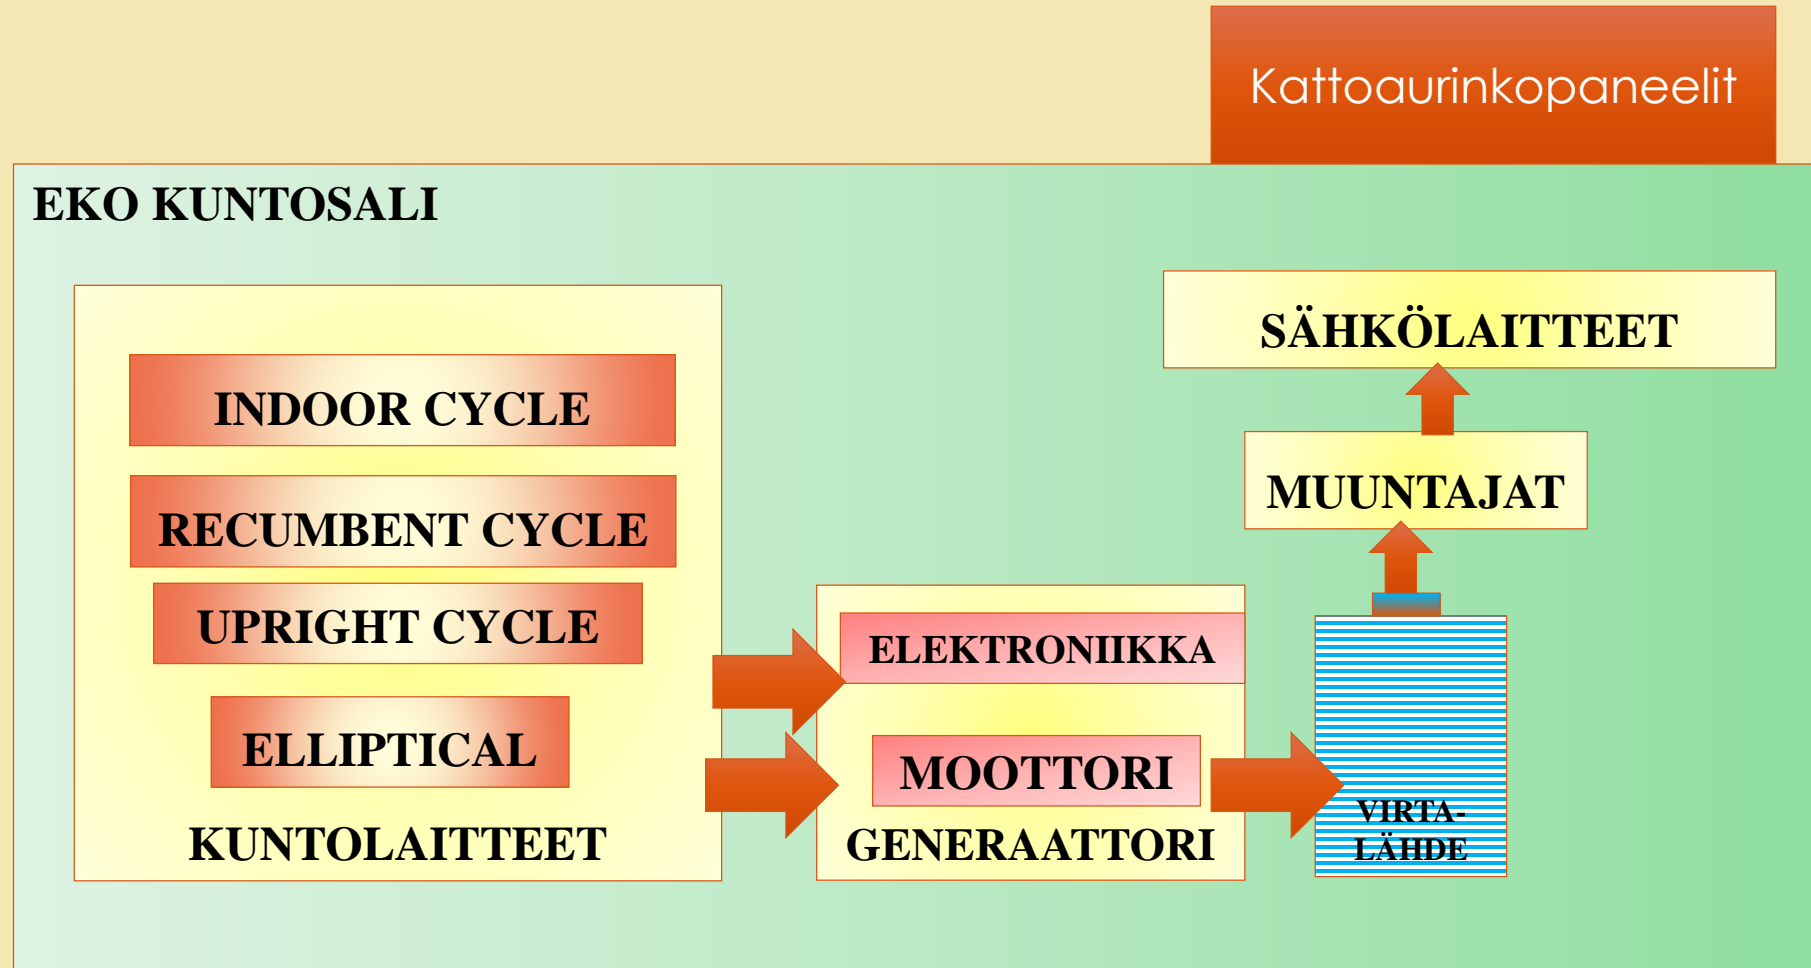 Kattoaurinkopaneelit
EKO KUNTOSALI
INDOOR CYCLE
RECUMBENT CYCLE
UPRIGHT CYCLE
ELLIPTICAL
KUNTOLAITTEET
ELEKTRONIIKKA
MOOTTORI
GENERAATTORI
SÄHKÖLAITTEET
MUUNTAJAT
VIRTA-
LÄHDE